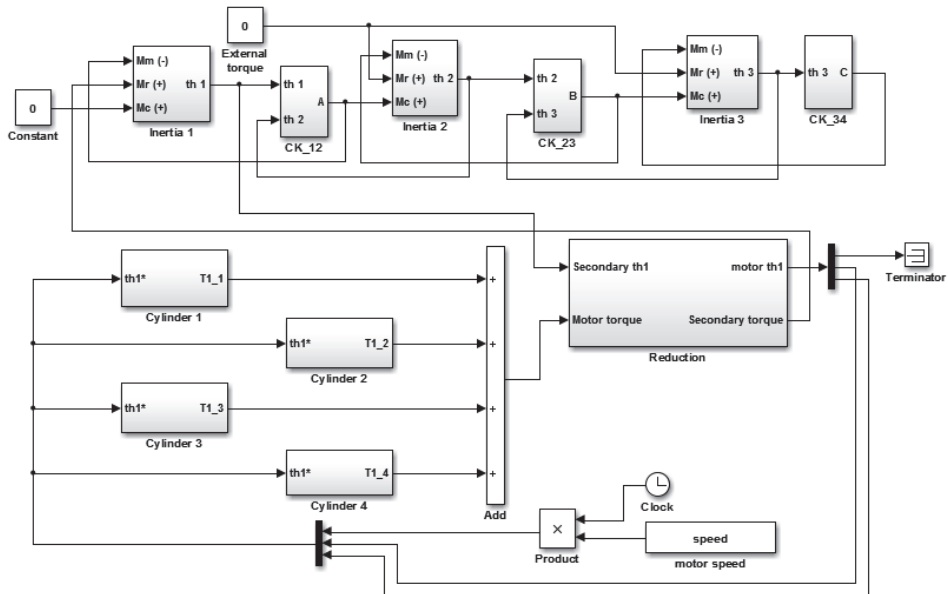 0
Constant
Mm (-)
Mr (+)
Mc (+)
th 1
Inertia 1
0
External
torque
th 1
th 2
A
CK_12
Mm (-)
Mr (+)
Mc (+)
th 2
Inertia 2
th 2
th 3
B
CK_23
Mm (-)
Mr (+)
Mc (+)
th 3
Inertia 3
th 3
C
CK_34
th1*
T1_1
Cylinder 1
th1*
T1_2
Cylinder 2
th1*
T1_3
Cylinder 3
th1*
T1_4
Cylinder 4
+
+
+
+
Add
Secondary th1
motor th1
Motor torque
Secondary torque
Reduction
Terminator
Clock
×
Product
speed
motor speed